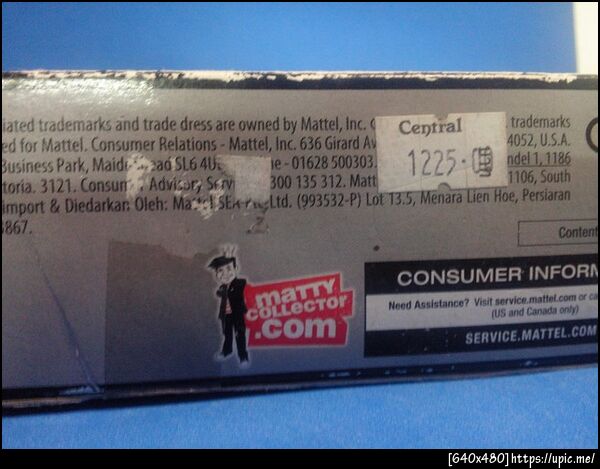 iated trademarks and trade dress are owned by Mattel, Inc. trademarks
ed for Mattel. Consumer Relations - Mattel, Inc. 636 Girard Av 4052, U.S.A.
Business Park, Maid ead SL6 4U e - 01628 500303. ndel 1, 1186
toria. 3121. Consum Advisory Serv 300 135 312. Matt 1106, South
import & Diedarkan Oleh: Ma l SEA Ltd. (993532-P) Lot 13.5, Menara Lien Hoe, Persiaran
867.
Central
1225.-
Content
MATTY
COLLECTOR
.com
CONSUMER INFORM
Need Assistance? Visit service.mattel.com or ca
(US and Canada only)
SERVICE.MATTEL.COM
[640x480]https://upic.me/